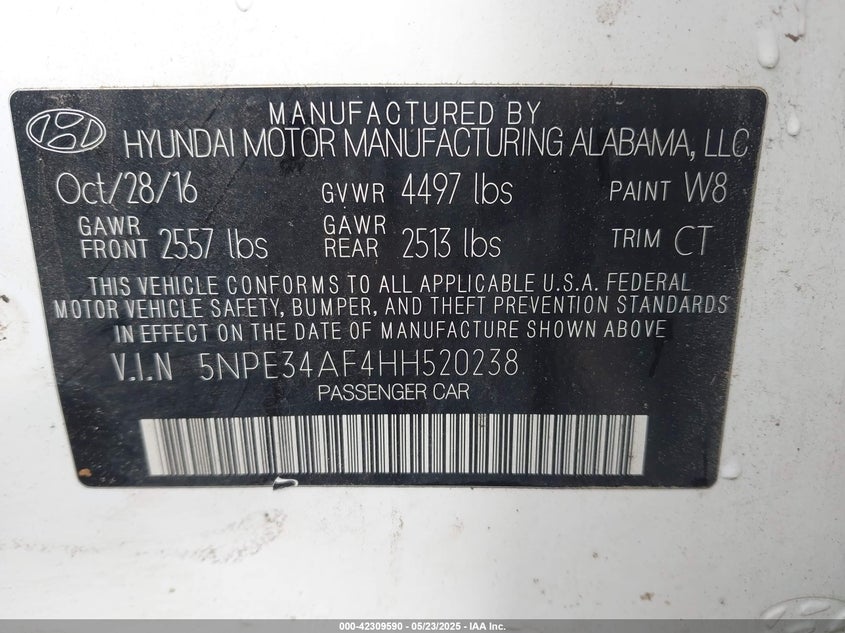 MANUFACTURED BY
HYUNDAI MOTOR MANUFACTURING ALABAMA, LLC
Oct/28/16 GVWR 4497 lbs PAINT W8
GAWR FRONT 2557 lbs GAWR REAR 2513 lbs TRIM CT
THIS VEHICLE CONFORMS TO ALL APPLICABLE U.S.A. FEDERAL
MOTOR VEHICLE SAFETY, BUMPER, AND THEFT PREVENTION STANDARDS
IN EFFECT ON THE DATE OF MANUFACTURE SHOWN ABOVE
V.I.N 5NPE34AF4HH520238
PASSENGER CAR
000-42309590 - 05/23/2025 - IAA Inc.